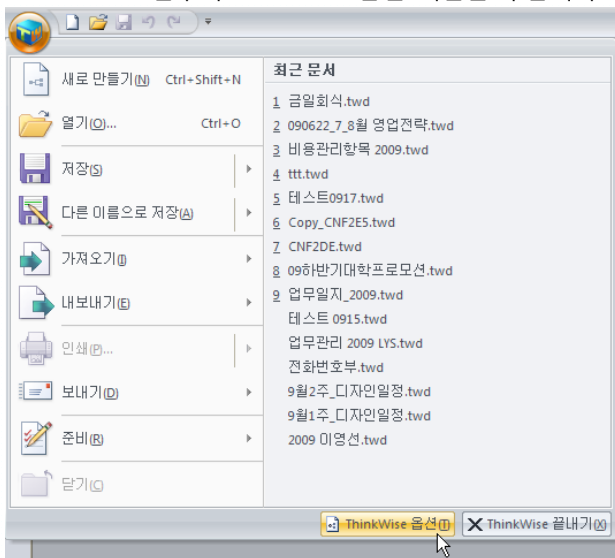 새로 만들기(N) Ctrl+Shift+N
열기(O)... Ctrl+O
저장(S)
다른 이름으로 저장(A)
가져오기(I)
내보내기(E)
인쇄(P)...
보내기(D)
준비(R)
닫기(C)
최근 문서
1 금일회식.twd
2 090622_7_8월 영업전략.twd
3 비용관리항목 2009.twd
4 ttt.twd
5 테스트0917.twd
6 Copy_CNF2E5.twd
7 CNF2DE.twd
8 09하반기대학프로모션.twd
9 업무일지_2009.twd
테스트 0915.twd
업무관리 2009 LYS.twd
전화번호부.twd
9월2주_디자인일정.twd
9월1주_디자인일정.twd
2009 이영선.twd
ThinkWise 옵션(T) ThinkWise 끝내기(X)